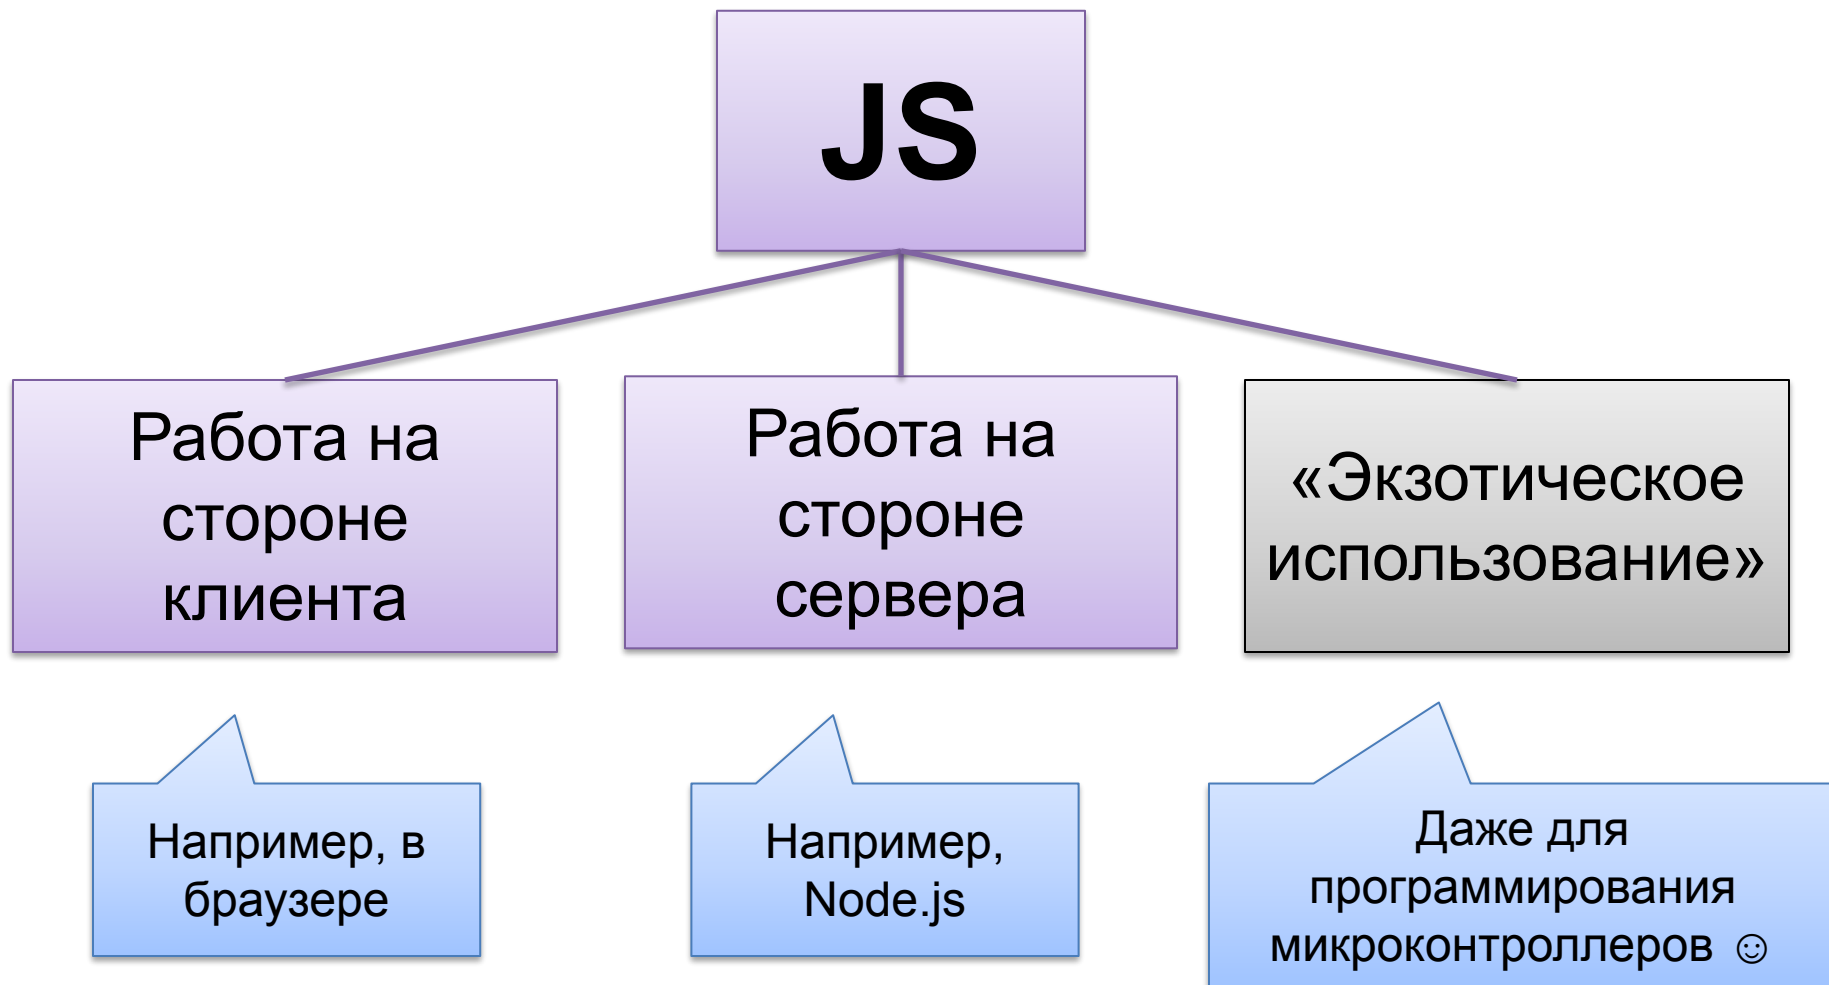 JS
Работа на
стороне
клиента
Работа на
стороне
сервера
«Экзотическое
использование»
Например, в
браузере
Например,
Node.js
Даже для
программирования
микроконтроллеров ☺